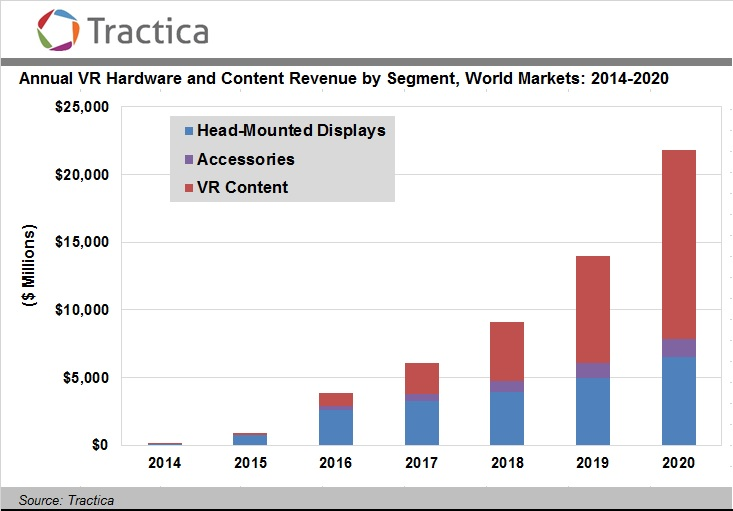 Tractica
Annual VR Hardware and Content Revenue by Segment, World Markets: 2014-2020
$25,000
$20,000
$15,000
$10,000
$5,000
$0
($ Millions)
Head-Mounted Displays
Accessories
VR Content
2014 2015 2016 2017 2018 2019 2020
Source: Tractica